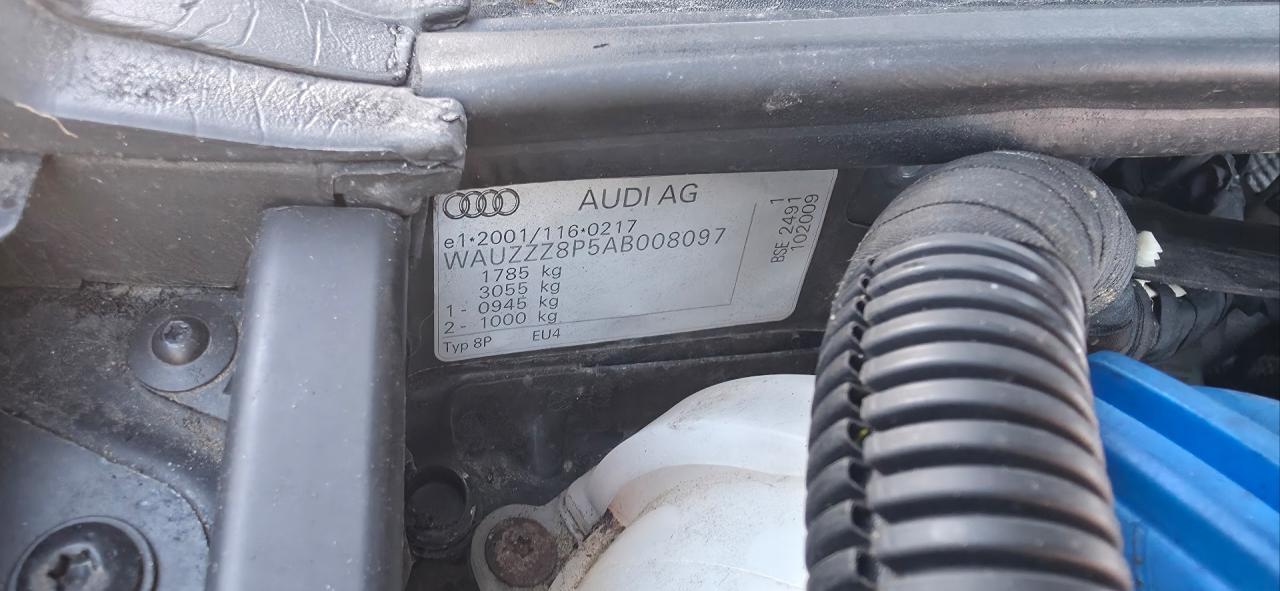 AUDI AG
e1*2001/116*0217
WAUZZZ8P5AB008097
1785 kg
3055 kg
1 - 0945 kg
2 - 1000 kg
Typ 8P EU4
BSE 2491 1
102009